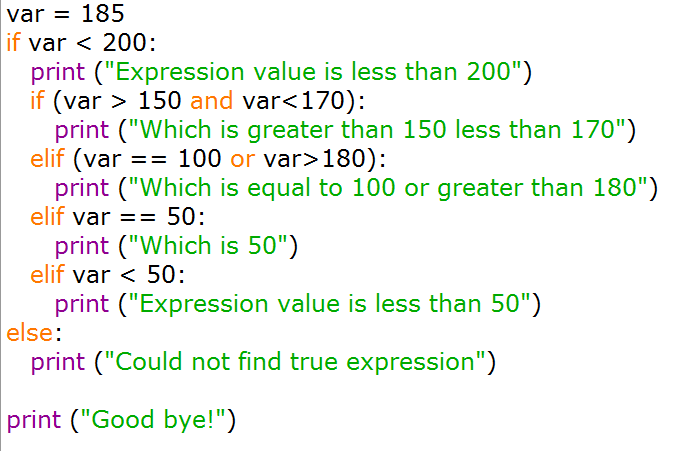 var = 185
if var < 200:
print ("Expression value is less than 200")
if (var > 150 and var<170):
print ("Which is greater than 150 less than 170")
elif (var == 100 or var>180):
print ("Which is equal to 100 or greater than 180")
elif var == 50:
print ("Which is 50")
elif var < 50:
print ("Expression value is less than 50")
else:
print ("Could not find true expression")
print ("Good bye!")